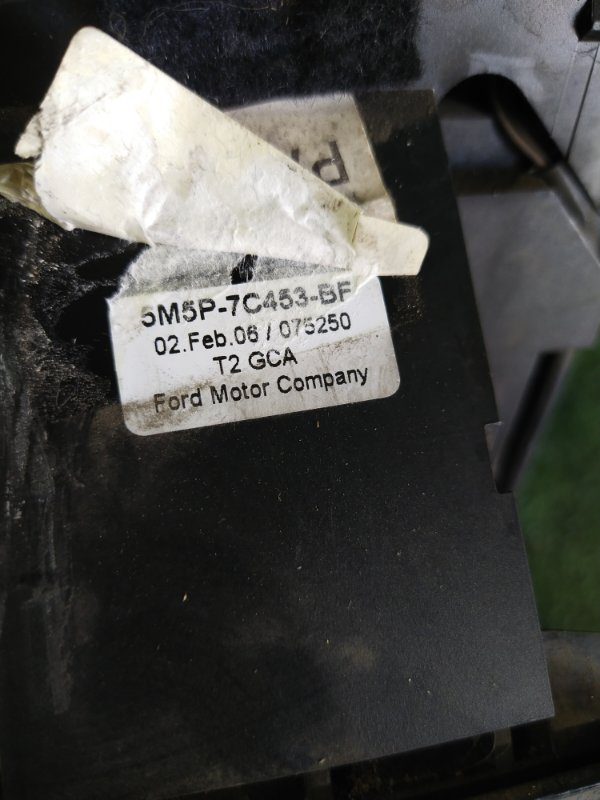 5M5P-7C453-BF
02.Feb.06 / 075250
T2 GCA
Ford Motor Company